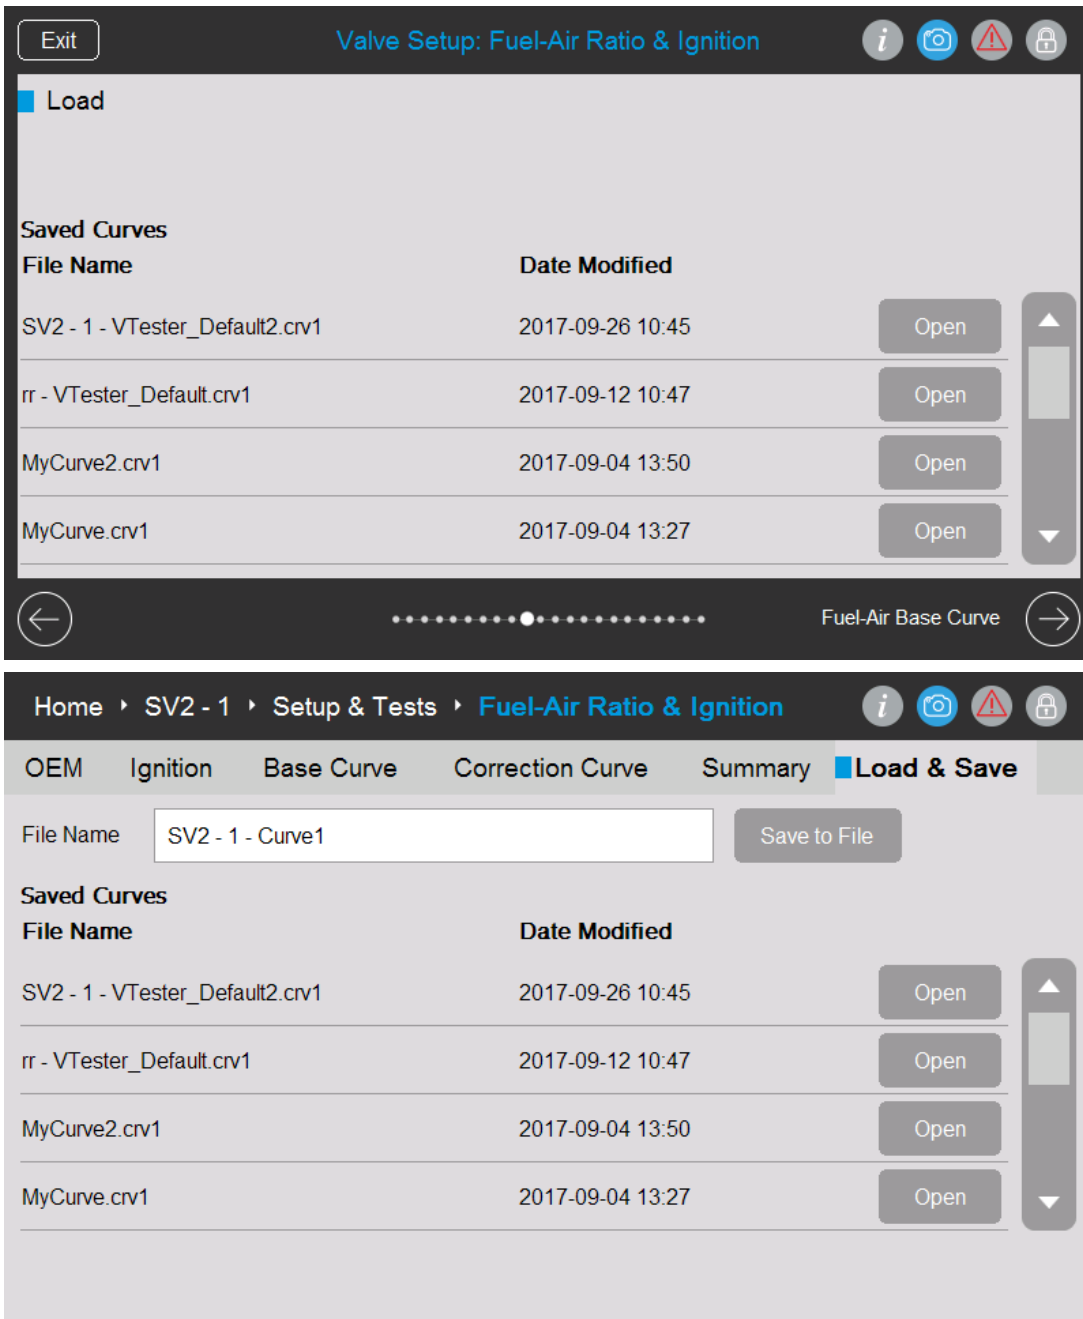 Exit Valve Setup: Fuel-Air Ratio & Ignition i
Load
Saved Curves
File Name Date Modified
SV2 - 1 - VTester_Default2.crv1 2017-09-26 10:45 Open
rr - VTester_Default.crv1 2017-09-12 10:47 Open
MyCurve2.crv1 2017-09-04 13:50 Open
MyCurve.crv1 2017-09-04 13:27 Open
Fuel-Air Base Curve
Home SV2 - 1 Setup & Tests Fuel-Air Ratio & Ignition i
OEM Ignition Base Curve Correction Curve Summary Load & Save
File Name SV2 - 1 - Curve1 Save to File
Saved Curves
File Name Date Modified
SV2 - 1 - VTester_Default2.crv1 2017-09-26 10:45 Open
rr - VTester_Default.crv1 2017-09-12 10:47 Open
MyCurve2.crv1 2017-09-04 13:50 Open
MyCurve.crv1 2017-09-04 13:27 Open